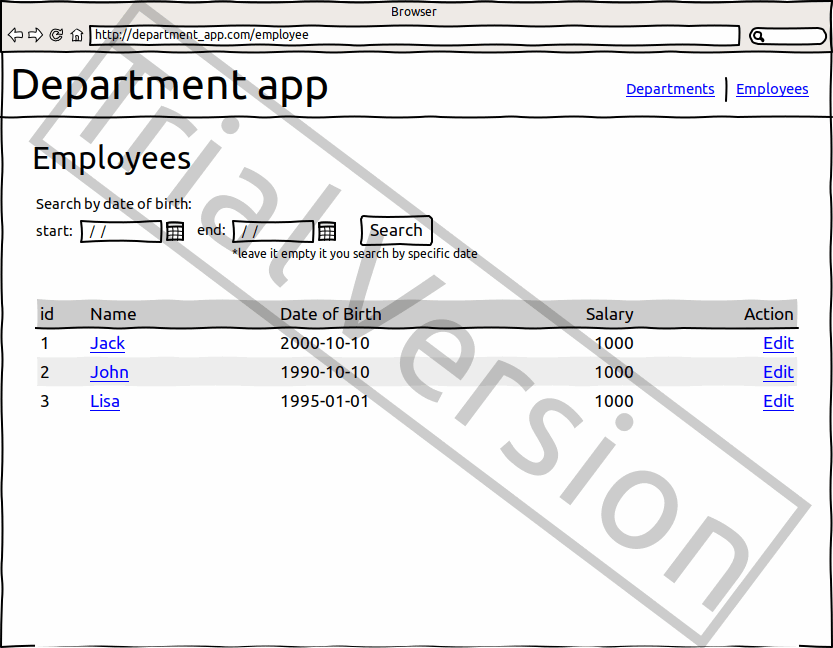 Browser
http://department_app.com/employee
Department app
Departments | Employees
Employees
Search by date of birth:
start: / / end: / / Search
*leave it empty it you search by specific date
id Name Date of Birth Salary Action
1 Jack 2000-10-10 1000 Edit
2 John 1990-10-10 1000 Edit
3 Lisa 1995-01-01 1000 Edit
Trial Version